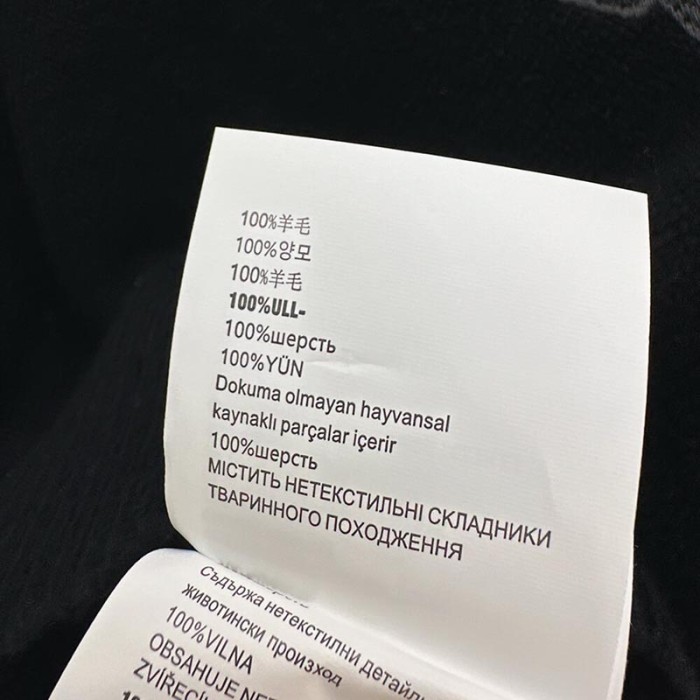 100%羊毛
100%양모
100%羊毛
100%ULL-
100%шерсть
100%YÜN
Dokuma olmayan hayvansal
kaynaklı parçalar içerir
100%шерсть
МІСТИТЬ НЕТЕКСТИЛЬНІ СКЛАДНИКИ
ТВАРИННОГО ПОХОДЖЕННЯ
Съдържа нетекстилни детайли
животински произход
100%VILNA
OBSAHUJE